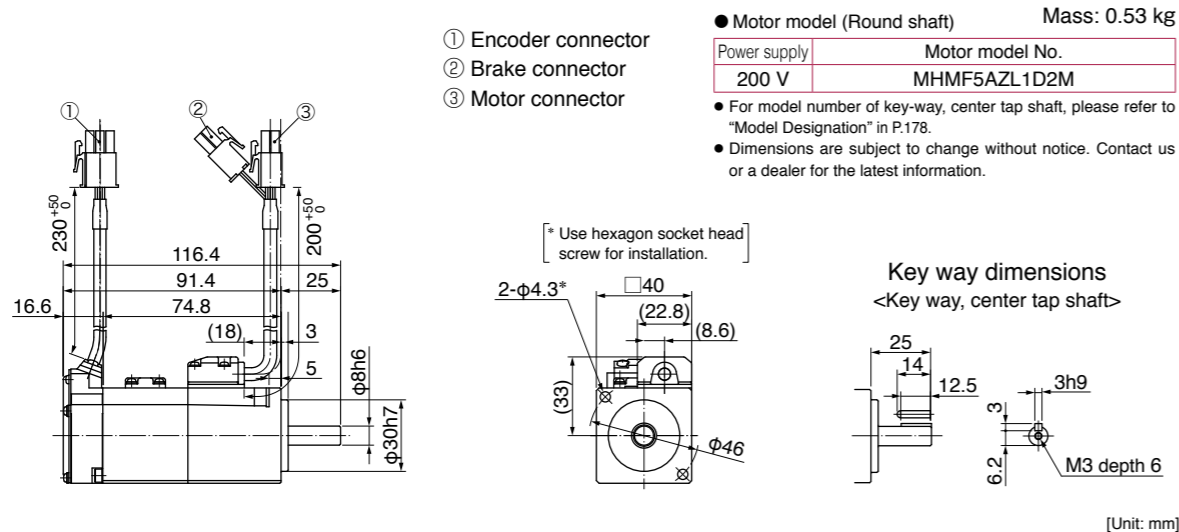 ① Encoder connector
② Brake connector
③ Motor connector
● Motor model (Round shaft)
Mass: 0.53 kg
Power supply Motor model No.
200 V MHMF5AZL1D2M
● For model number of key-way, center tap shaft, please refer to
“Model Designation” in P.178.
● Dimensions are subject to change without notice. Contact us
or a dealer for the latest information.
①
②
③
230 +50 0
200 +50 0
116.4
91.4
25
16.6
74.8
(18)
3
5
φ8h6
φ30h7
[* Use hexagon socket head
screw for installation.]
2-φ4.3*
□40
(22.8)
(8.6)
(33)
φ46
Key way dimensions
<Key way, center tap shaft>
25
14
12.5
3h9
3
6.2
M3 depth 6
[Unit: mm]